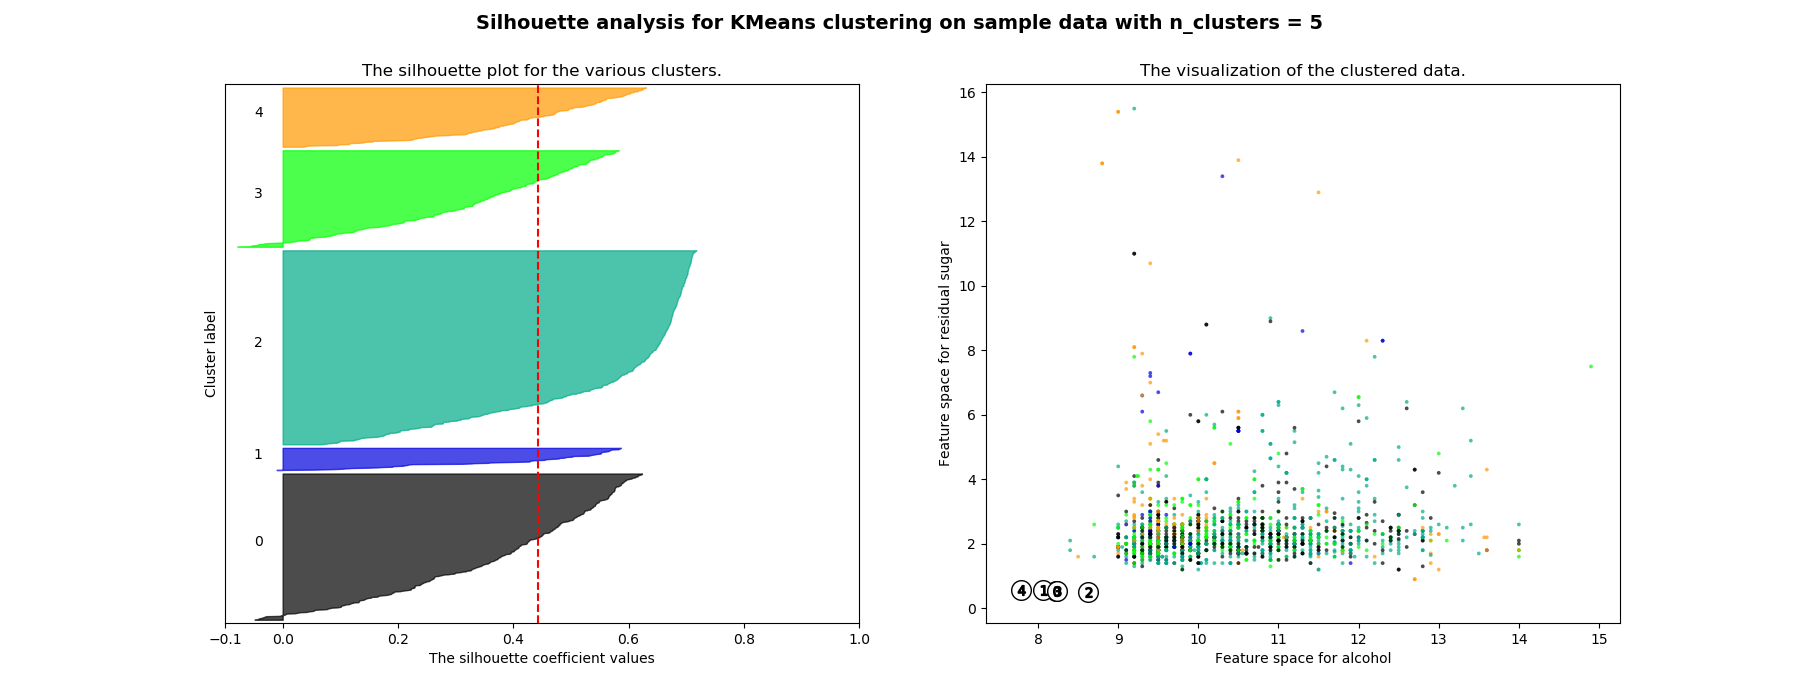 Silhouette analysis for KMeans clustering on sample data with n_clusters = 5
The silhouette plot for the various clusters.
4
3
2
1
0
Cluster label
−0.1 0.0 0.2 0.4 0.6 0.8 1.0
The silhouette coefficient values
The visualization of the clustered data.
16
14
12
10
8
6
4
2
0
Feature space for residual sugar
4 1 2
8 9 10 11 12 13 14 15
Feature space for alcohol